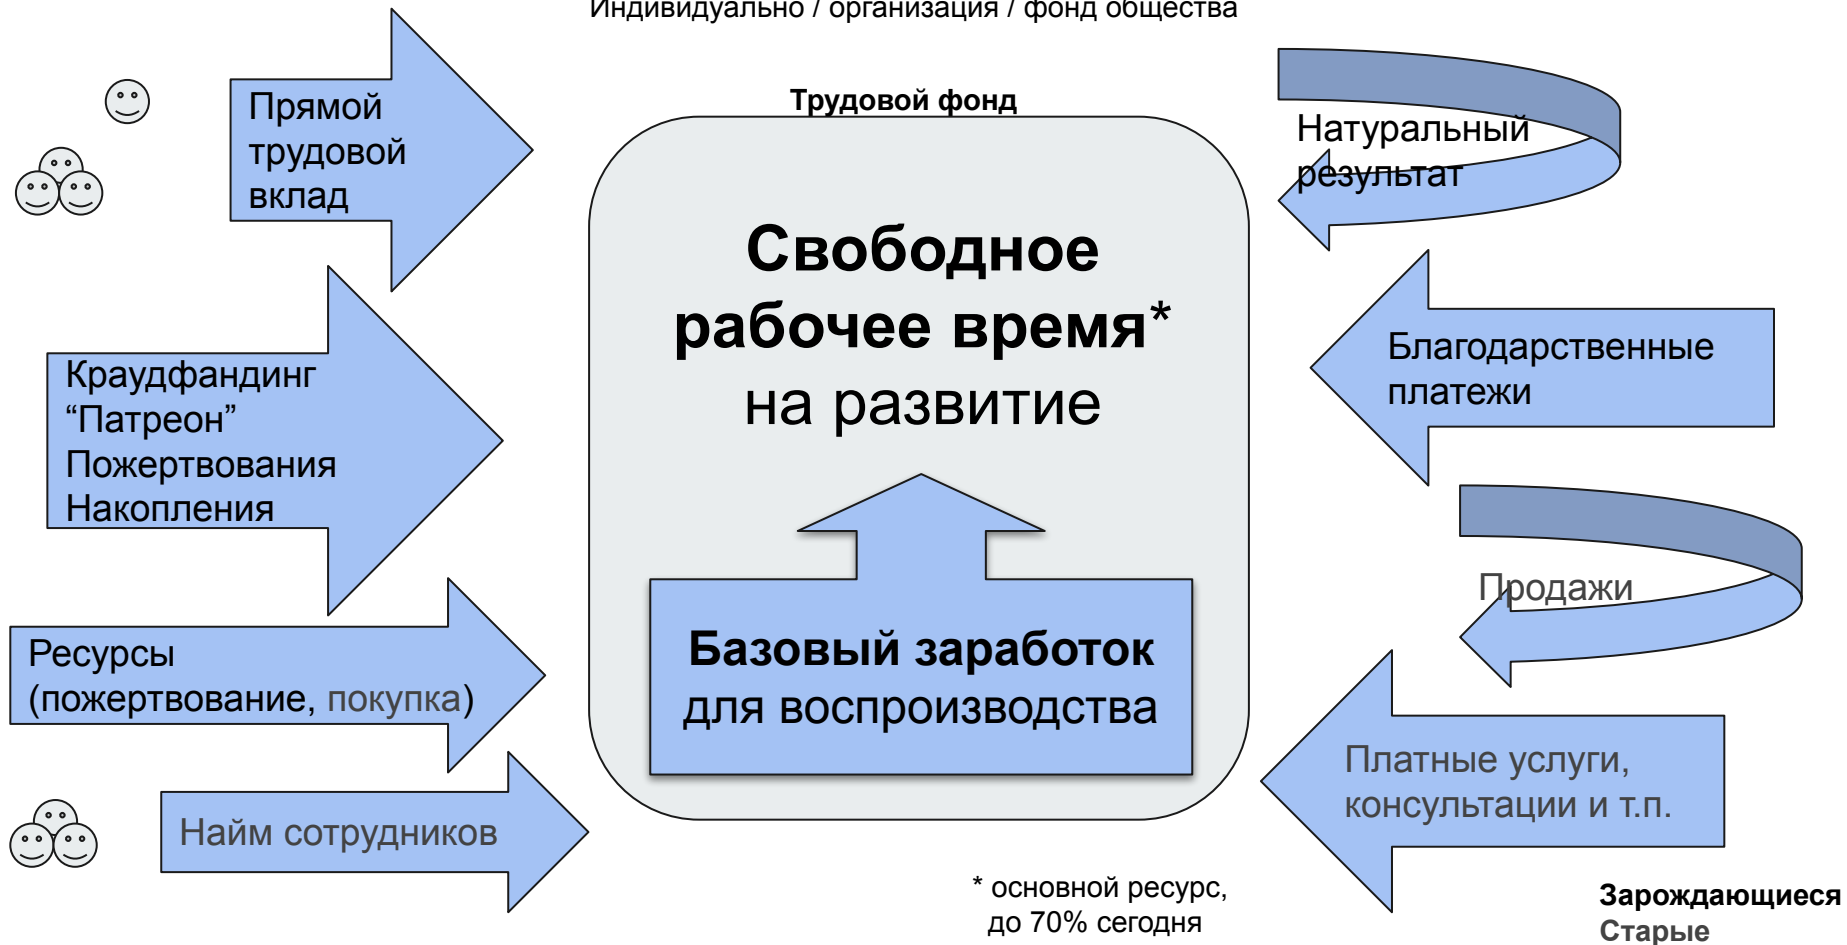 Индивидуально / организация / фонд общества
Трудовой фонд
Прямой
трудовой
вклад
Краудфандинг
“Патреон”
Пожертвования
Накопления
Ресурсы
(пожертвование, покупка)
Найм сотрудников
Свободное
рабочее время*
на развитие
Базовый заработок
для воспроизводства
Натуральный
результат
Благодарственные
платежи
Продажи
Платные услуги,
консультации и т.п.
* основной ресурс,
до 70% сегодня
Зарождающиеся
Старые